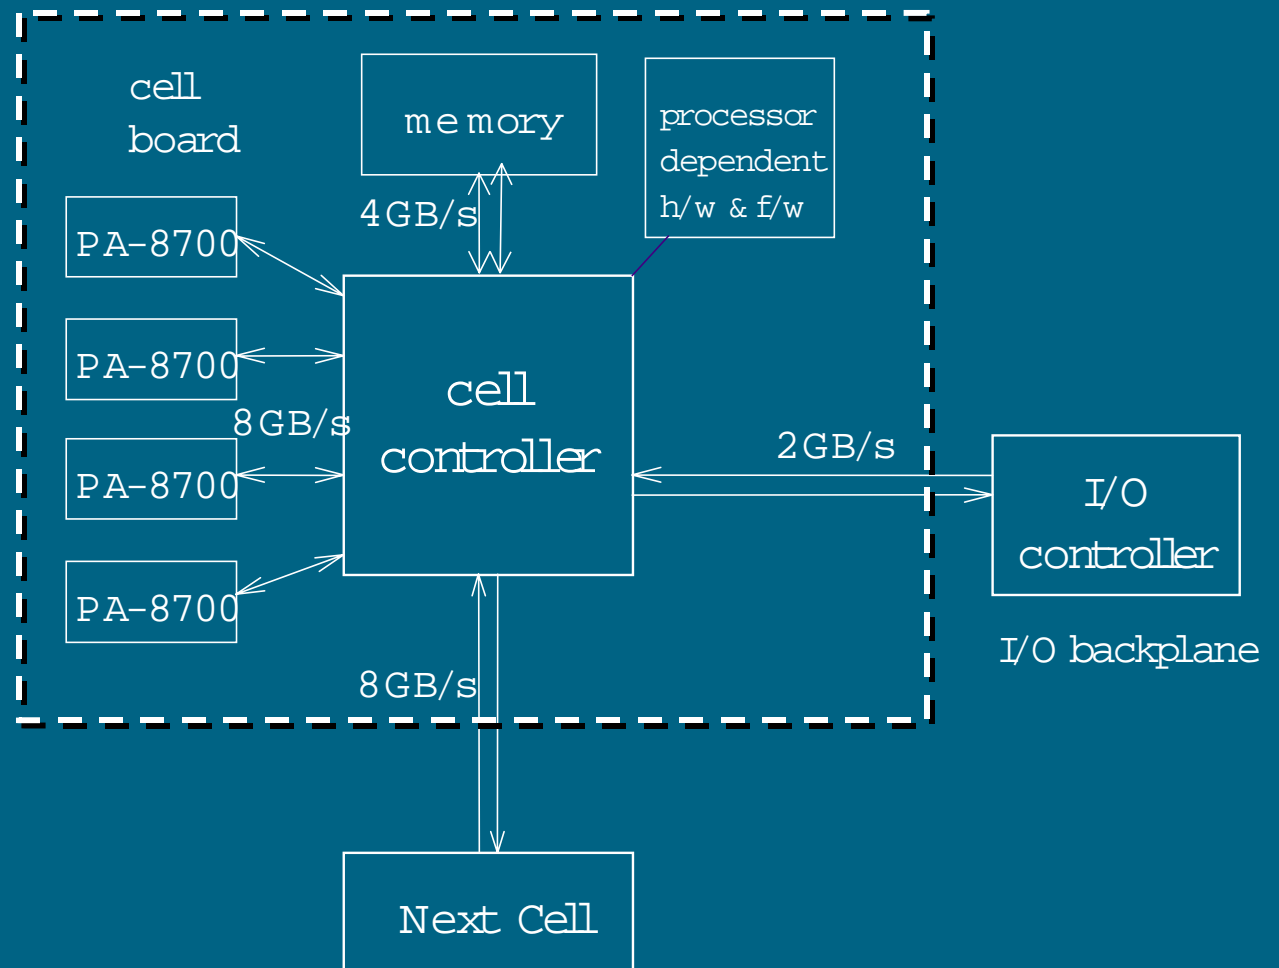 cell
board
memory
processor
dependent
h/w & f/w
4GB/s
PA-8700
PA-8700
8GB/s
PA-8700
PA-8700
cell
controller
2GB/s
I/O
controller
I/O backplane
8GB/s
Next Cell